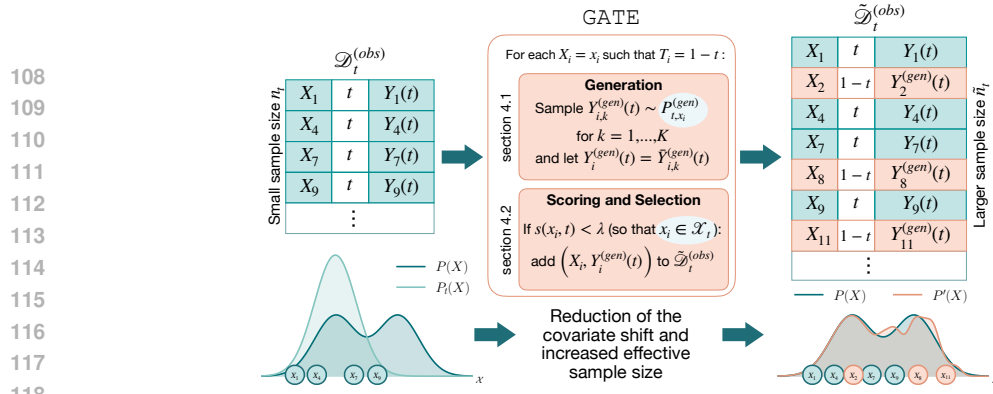 GATE
108
109
110
111
112
113
114
115
116
117
118
𝒟_t^(obs)
Small sample size n_t
X_1 t Y_1(t)
X_4 t Y_4(t)
X_7 t Y_7(t)
X_9 t Y_9(t)
⋮
For each X_i = x_i such that T_i = 1 − t :
section 4.1
Generation
Sample Y_{i,k}^(gen)(t) ∼ P_{t,x_i}^(gen)
for k = 1,...,K
and let Y_i^(gen)(t) = Ȳ_{i,k}^(gen)(t)
section 4.2
Scoring and Selection
If s(x_i, t) < λ (so that x_i ∈ 𝒳_t):
add (X_i, Y_i^(gen)(t)) to 𝒟̃_t^(obs)
𝒟̃_t^(obs)
X_1 t Y_1(t)
X_2 1 − t Y_2^(gen)(t)
X_4 t Y_4(t)
X_7 t Y_7(t)
X_8 1 − t Y_8^(gen)(t)
X_9 t Y_9(t)
X_11 1 − t Y_11^(gen)(t)
⋮
Larger sample size ñ_t
P(X)
P_t(X)
x_1 x_4 x_7 x_9
𝒳
Reduction of the
covariate shift and
increased effective
sample size
P(X) P′(X)
x_1 x_4 x_2 x_7 x_9 x_8 x_11